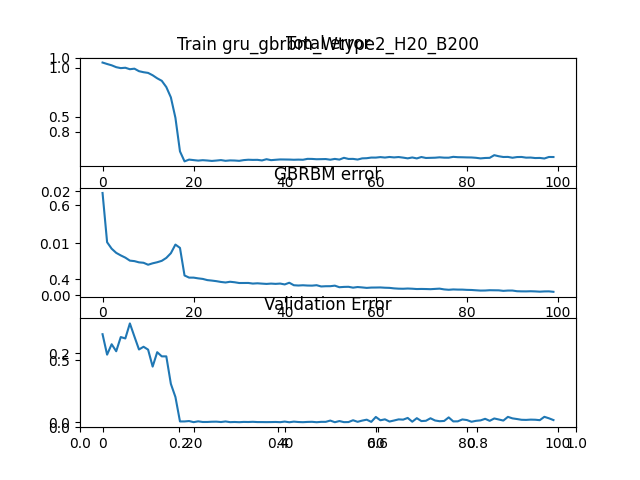 Total error
Train gru_gbrbm_Wtype2_H20_B200
1.0
1.0
0.5
0.8
0 20 40 60 80 100
GBRBM error
0.02
0.6
0.01
0.4
0.00
0 20 40 60 80 100
Validation Error
0.2
0.5
0.0
0.0
0 20 40 60 80 100
0.0 0.2 0.4 0.6 0.8 1.0